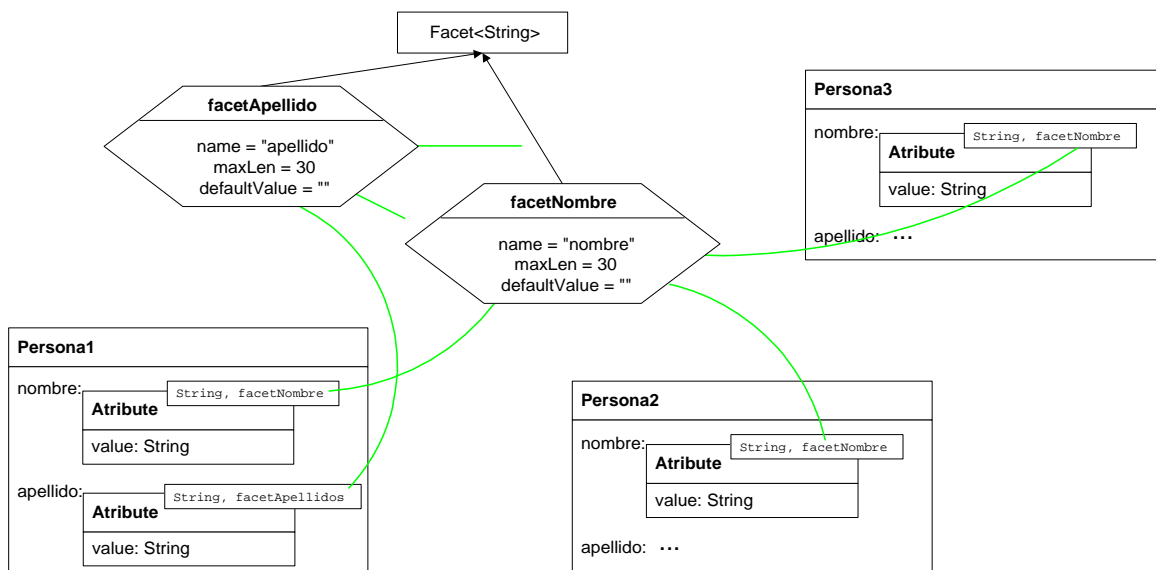 Facet<String>
facetApellido
name = "apellido"
maxLen = 30
defaultValue = ""
facetNombre
name = "nombre"
maxLen = 30
defaultValue = ""
Persona3
nombre:
String, facetNombre
Atribute
value: String
apellido: ...
Persona1
nombre:
String, facetNombre
Atribute
value: String
apellido:
String, facetApellidos
Atribute
value: String
Persona2
nombre:
String, facetNombre
Atribute
value: String
apellido: ...